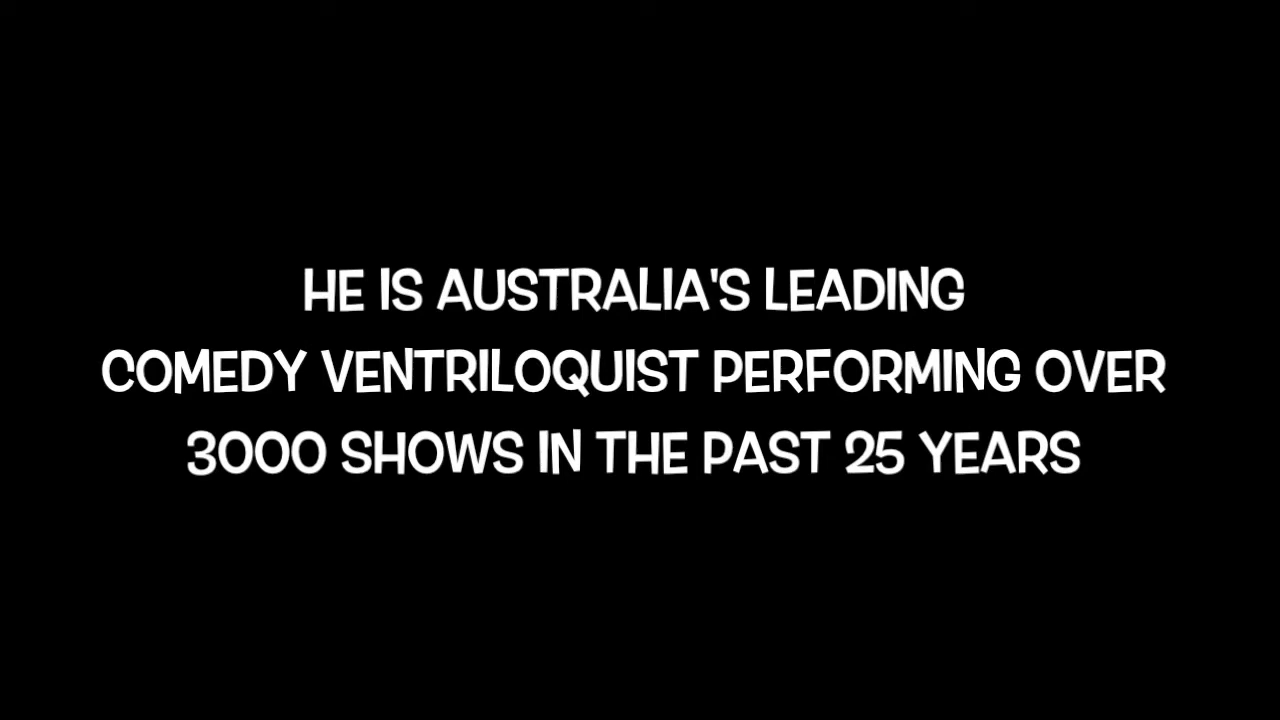 HE IS AUSTRALIA'S LEADING
COMEDY VENTRILOQUIST PERFORMING OVER
3000 SHOWS IN THE PAST 25 YEARS